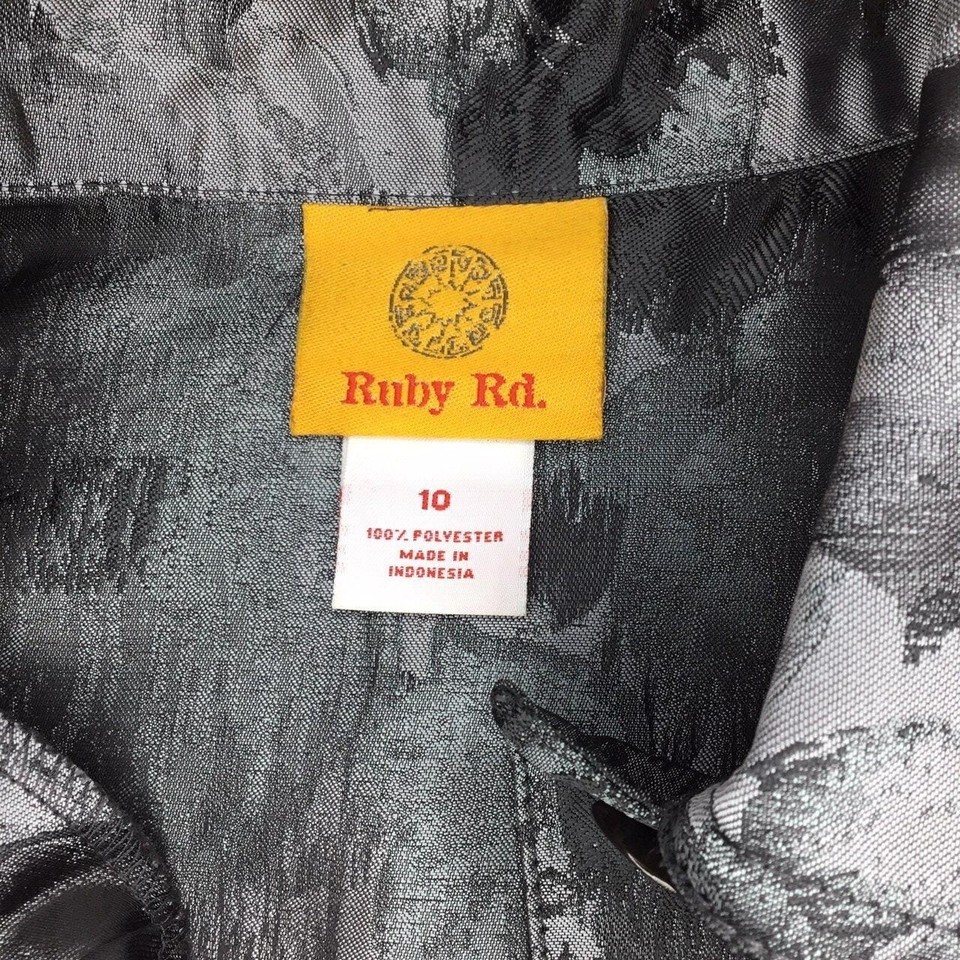 Ruby Rd.
10
100% POLYESTER
MADE IN
INDONESIA